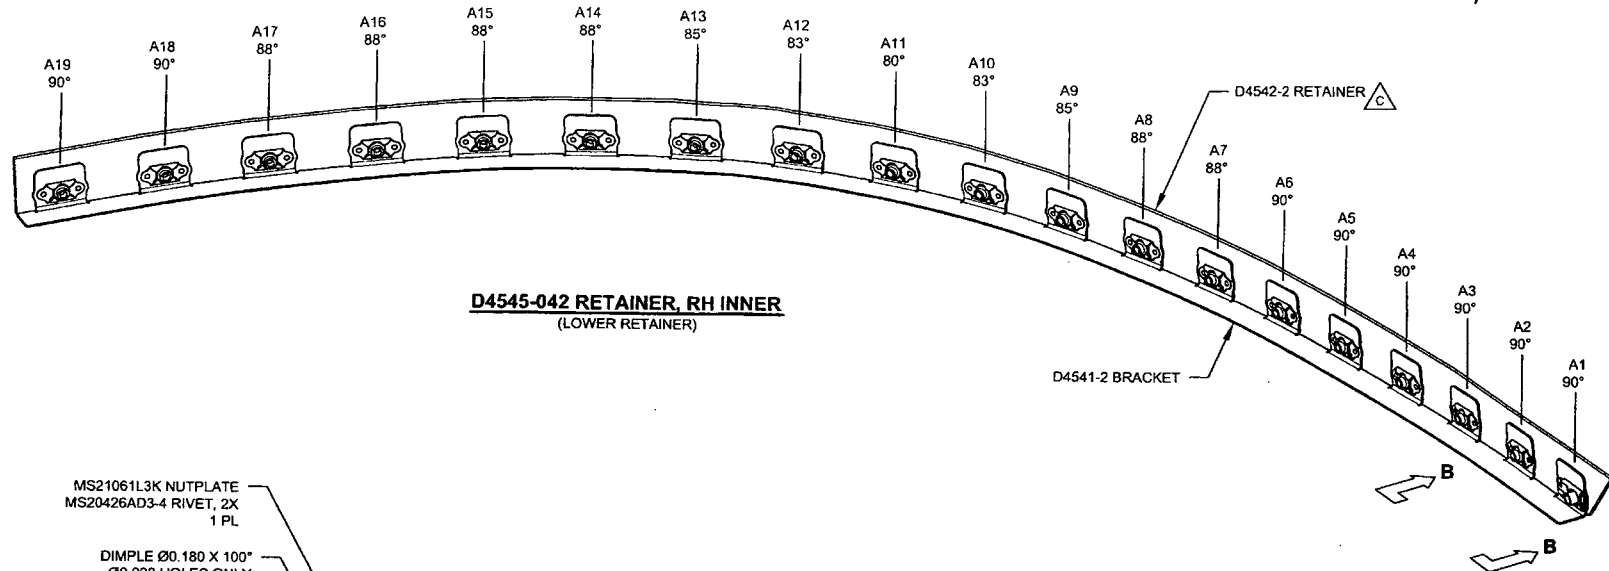 A19
90°
A18
90°
A17
88°
A16
88°
A15
88°
A14
88°
A13
85°
A12
83°
A11
80°
A10
83°
A9
85°
A8
88°
A7
88°
A6
90°
A5
90°
A4
90°
A3
90°
A2
90°
A1
90°
D4542-2 RETAINER
C
D4545-042 RETAINER, RH INNER
(LOWER RETAINER)
D4541-2 BRACKET
B
B
MS21061L3K NUTPLATE
MS20426AD3-4 RIVET, 2X
1 PL
DIMPLE Ø0.180 X 100°
HOLES ONLY